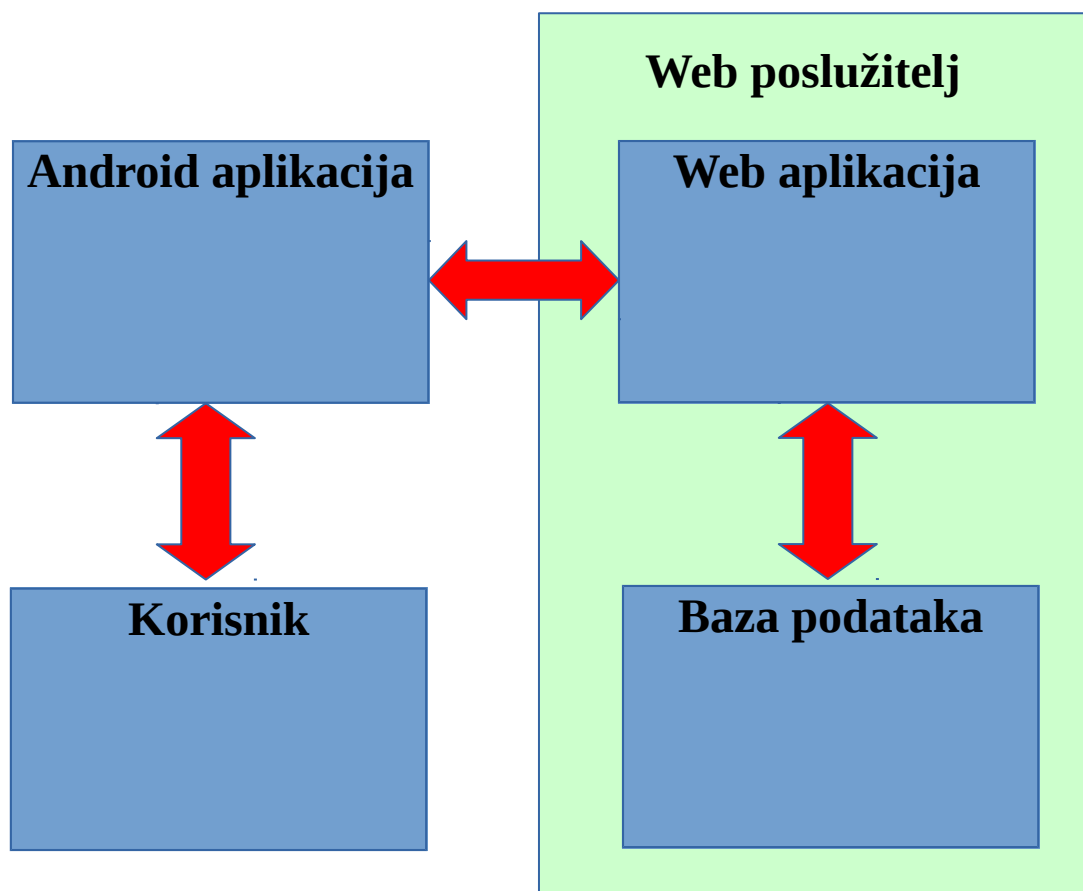 Web poslužitelj
Android aplikacija
Web aplikacija
Korisnik
Baza podataka